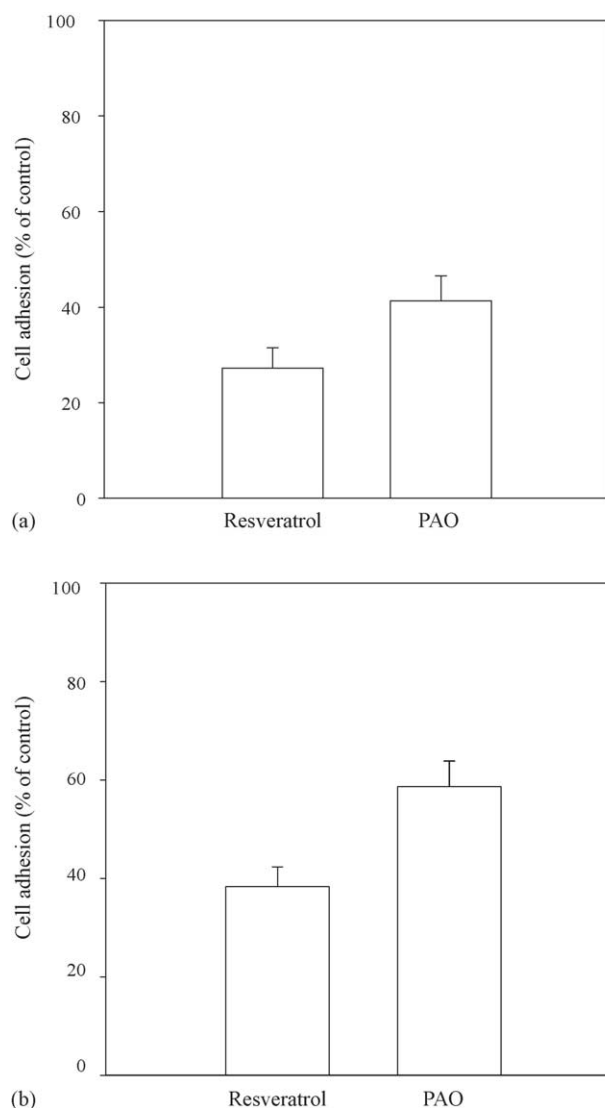 100
80
60
40
20
0
Cell adhesion (% of control)
(a)
Resveratrol PAO
100
80
60
40
20
0
Cell adhesion (% of control)
(b)
Resveratrol PAO